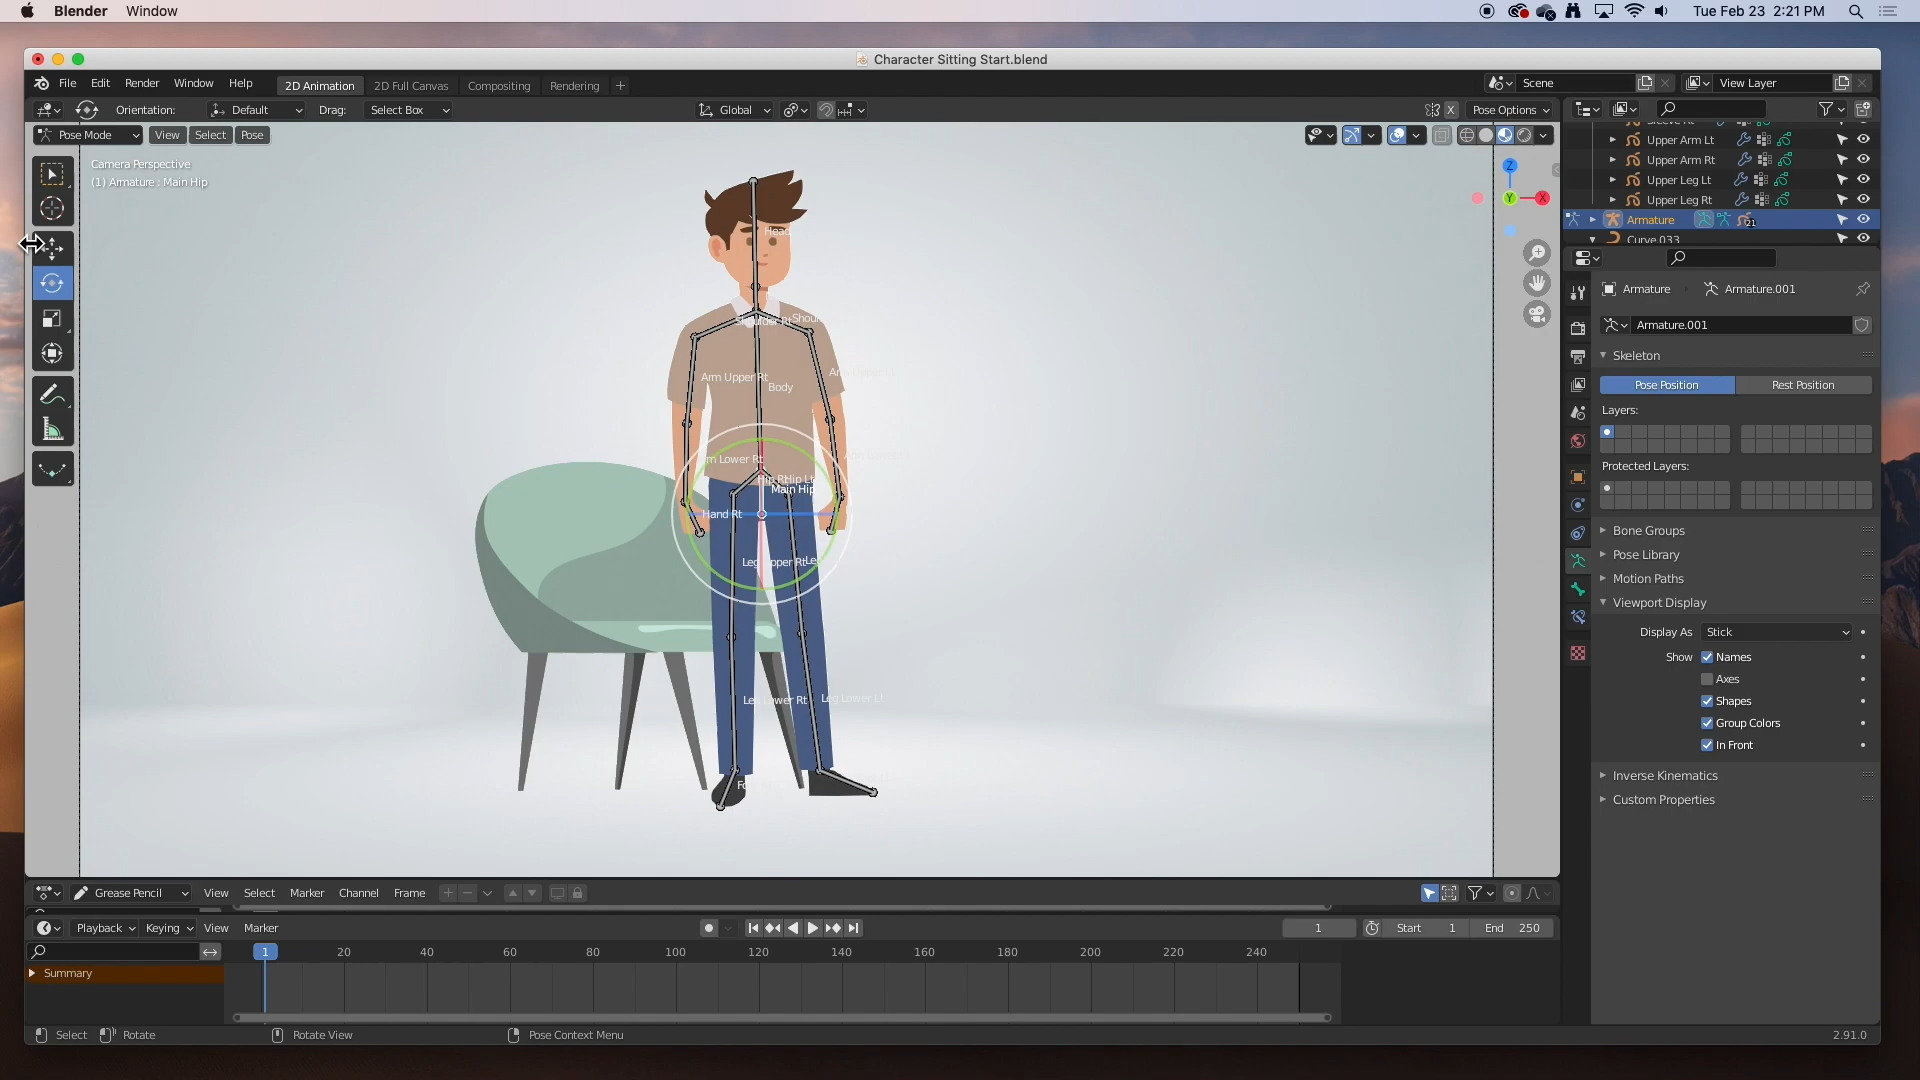 Blender Window
Tue Feb 23 2:21 PM
Character Sitting Start.blend
File Edit Render Window Help
2D Animation 2D Full Canvas Compositing Rendering +
Scene
View Layer
Orientation: Default Drag: Select Box
Global
X Pose Options
Pose Mode View Select Pose
Camera Perspective
(1) Armature : Main Hip
Z
Y
X
Upper Arm Lt
Upper Arm Rt
Upper Leg Lt
Upper Leg Rt
Armature 21
Curve.033
Armature Armature.001
Armature.001
Skeleton
Pose Position Rest Position
Layers:
Protected Layers:
Bone Groups
Pose Library
Motion Paths
Viewport Display
Display As Stick
Show Names
Axes
Shapes
Group Colors
In Front
Inverse Kinematics
Custom Properties
Head
Arm Upper Rt
Body
Main Hip
Hand Rt
Leg Lower Lt
Grease Pencil View Select Marker Channel Frame
Playback Keying View Marker
1 Start 1 End 250
1 20 40 60 80 100 120 140 160 180 200 220 240
Summary
Select Rotate Rotate View Pose Context Menu
2.91.0